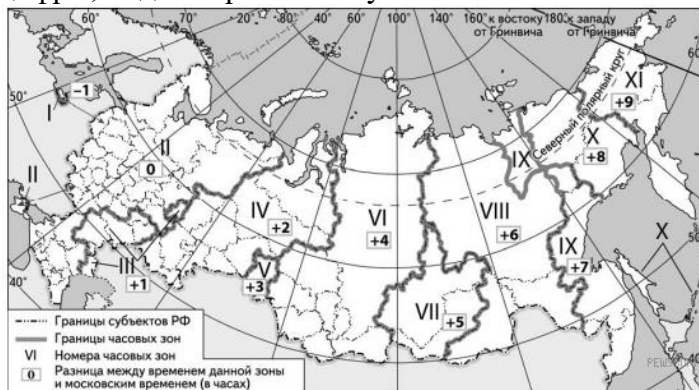 60°
70°
60°
80°
100°
140°
160° к востоку от Гринвича
180° к западу от Гринвича
Северный полярный круг
50°
40°
I
-1
II
II
0
III
+1
IV
+2
V
+3
VI
+4
VII
+5
VIII
+6
IX
IX
+7
X
+8
X
XI
+9
60
50
Границы субъектов РФ
Границы часовых зон
VI Номера часовых зон
0 Разница между временем данной зоны
и московским временем (в часах)